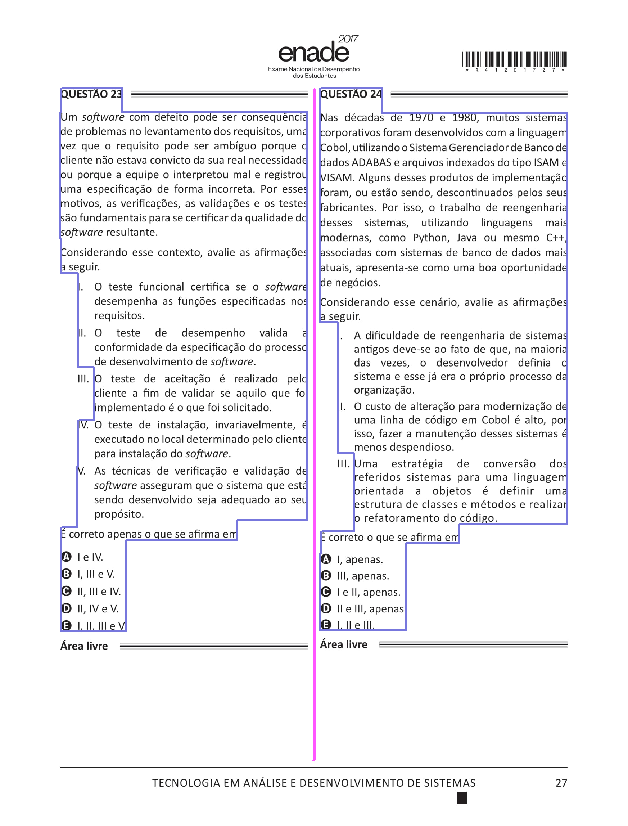 2017
enade
Exame Nacional de Desempenho
dos Estudantes
*R4120172 7*
QUESTÃO 23
Um software com defeito pode ser consequência
de problemas no levantamento dos requisitos, uma
vez que o requisito pode ser ambíguo porque o
cliente não estava convicto da sua real necessidade
ou porque a equipe o interpretou mal e registrou
uma especificação de forma incorreta. Por esses
motivos, as verificações, as validações e os testes
são fundamentais para se certificar da qualidade do
software resultante.
Considerando esse contexto, avalie as afirmações
a seguir.
I. O teste funcional certifica se o software
desempenha as funções especificadas nos
requisitos.
II. O teste de desempenho valida a
conformidade da especificação do processo
de desenvolvimento de software.
III. O teste de aceitação é realizado pelo
cliente a fim de validar se aquilo que foi
implementado é o que foi solicitado.
IV. O teste de instalação, invariavelmente, é
executado no local determinado pelo cliente
para instalação do software.
V. As técnicas de verificação e validação de
software asseguram que o sistema que está
sendo desenvolvido seja adequado ao seu
propósito.
É correto apenas o que se afirma em
A I e IV.
B I, III e V.
C II, III e IV.
D II, IV e V.
E I, II, III e V.
Área livre
QUESTÃO 24
Nas décadas de 1970 e 1980, muitos sistemas
corporativos foram desenvolvidos com a linguagem
Cobol, utilizando o Sistema Gerenciador de Banco de
dados ADABAS e arquivos indexados do tipo ISAM e
VISAM. Alguns desses produtos de implementação
foram, ou estão sendo, descontinuados pelos seus
fabricantes. Por isso, o trabalho de reengenharia
desses sistemas, utilizando linguagens mais
modernas, como Python, Java ou mesmo C++,
associadas com sistemas de banco de dados mais
atuais, apresenta-se como uma boa oportunidade
de negócios.
Considerando esse cenário, avalie as afirmações
a seguir.
I. A dificuldade de reengenharia de sistemas
antigos deve-se ao fato de que, na maioria
das vezes, o desenvolvedor definia o
sistema e esse já era o próprio processo da
organização.
II. O custo de alteração para modernização de
uma linha de código em Cobol é alto, por
isso, fazer a manutenção desses sistemas é
menos despendioso.
III. Uma estratégia de conversão dos
referidos sistemas para uma linguagem
orientada a objetos é definir uma
estrutura de classes e métodos e realizar
o refatoramento do código.
É correto o que se afirma em
A I, apenas.
B III, apenas.
C I e II, apenas.
D II e III, apenas.
E I, II e III.
Área livre
TECNOLOGIA EM ANÁLISE E DESENVOLVIMENTO DE SISTEMAS 27